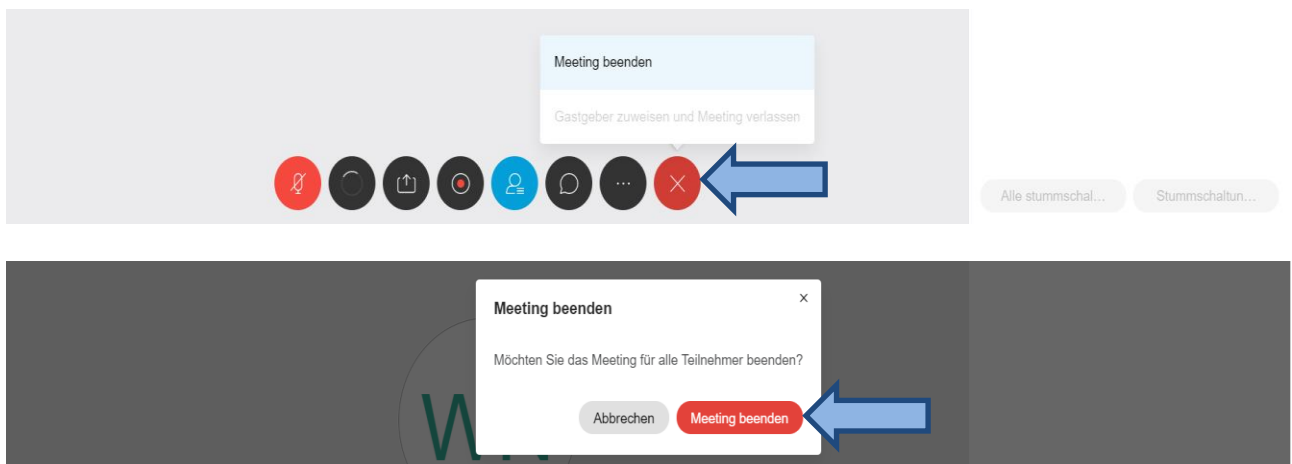 Meeting beenden
Gastgeber zuweisen und Meeting verlassen
Alle stummschal... Stummschaltun...
Meeting beenden
Möchten Sie das Meeting für alle Teilnehmer beenden?
Abbrechen Meeting beenden
WN